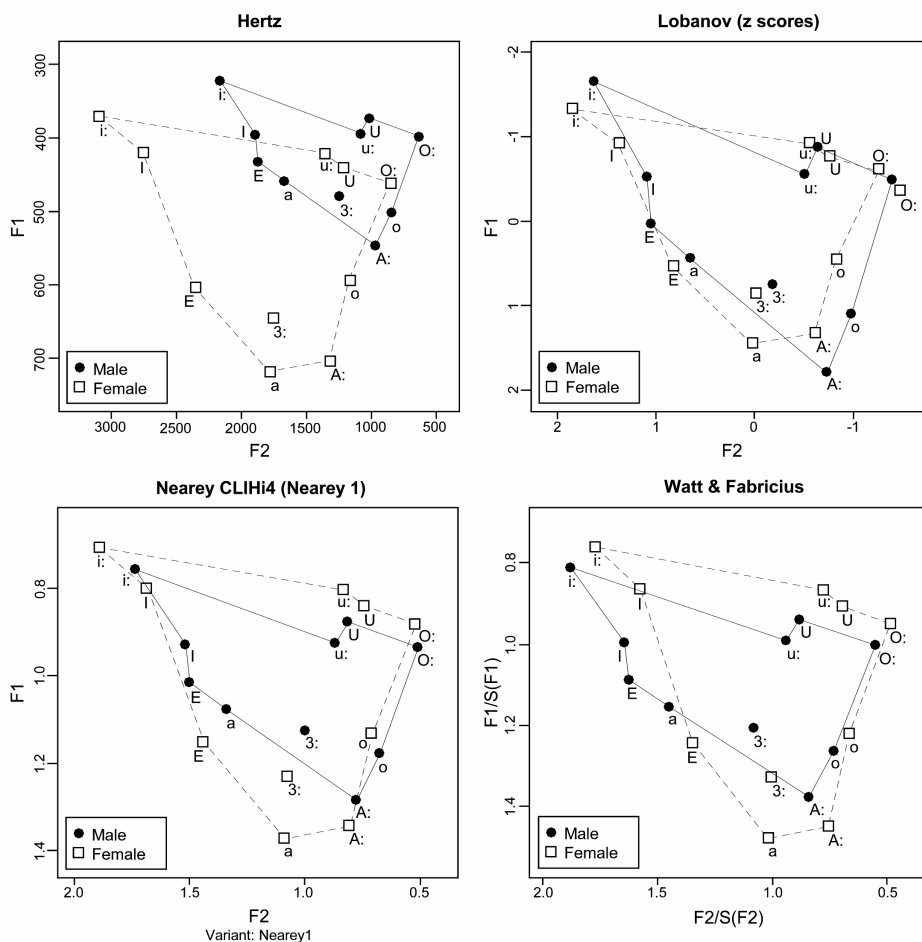 Hertz
300
400
500
600
700
F1
i:
I
E
a
u:
U
O:
3:
o
A:
i:
I
E
a
u:
U
O:
3:
o
A:
Male
Female
3000 2500 2000 1500 1000 500
F2
Lobanov (z scores)
-2
-1
0
1
2
F1
i:
i:
I
I
E
E
a
a
u:
U
u:
U
O:
O:
3:
3:
o
o
A:
A:
Male
Female
2 1 0 -1
F2
Nearey CLIHi4 (Nearey 1)
0.8
1.0
1.2
1.4
F1
i:
i:
I
I
E
E
a
a
u:
U
U
u:
O:
O:
3:
3:
o
o
A:
A:
Male
Female
2.0 1.5 1.0 0.5
F2
Variant: Nearey1
Watt & Fabricius
0.8
1.0
1.2
1.4
F1/S(F1)
i:
i:
I
I
E
E
a
a
u:
U
U
u:
O:
O:
3:
3:
o
o
A:
A:
Male
Female
2.0 1.5 1.0 0.5
F2/S(F2)